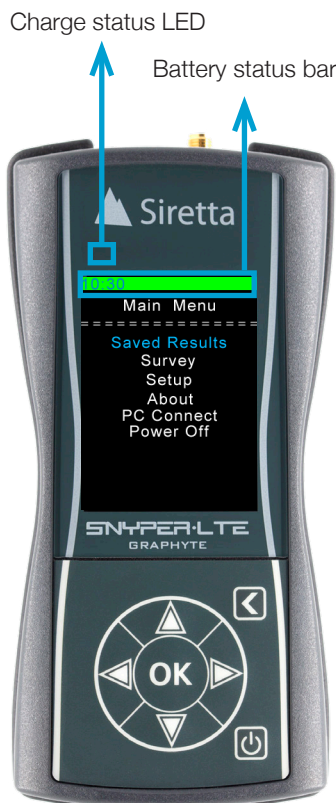 Charge status LED
Battery status bar
Siretta
10:30
Main Menu
====================
Saved Results
Survey
Setup
About
PC Connect
Power Off
SNYPER·LTE
GRAPHYTE
OK